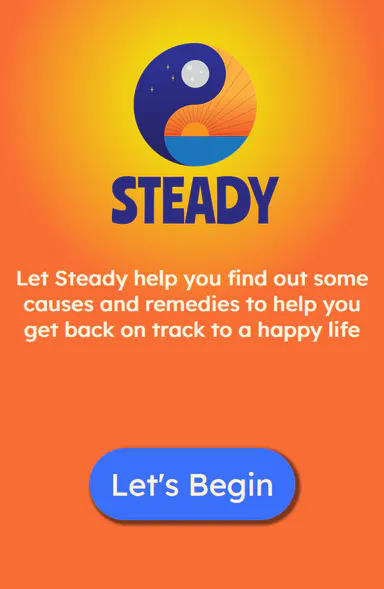 STEADY
Let Steady help you find out some
causes and remedies to help you
get back on track to a happy life
Let's Begin